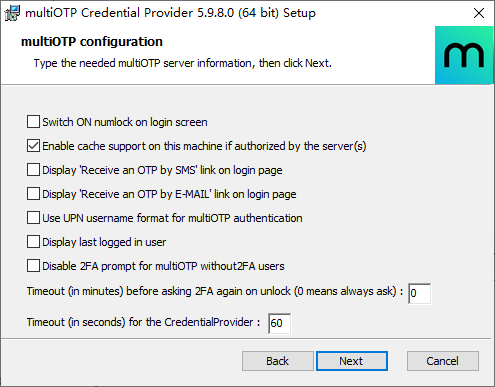 multiOTP Credential Provider 5.9.8.0 (64 bit) Setup
multiOTP configuration
Type the needed multiOTP server information, then click Next.
m
Switch ON numlock on login screen
Enable cache support on this machine if authorized by the server(s)
Display 'Receive an OTP by SMS' link on login page
Display 'Receive an OTP by E-MAIL' link on login page
Use UPN username format for multiOTP authentication
Display last logged in user
Disable 2FA prompt for multiOTP without2FA users
Timeout (in minutes) before asking 2FA again on unlock (0 means always ask) : 0
Timeout (in seconds) for the CredentialProvider : 60
Back Next Cancel